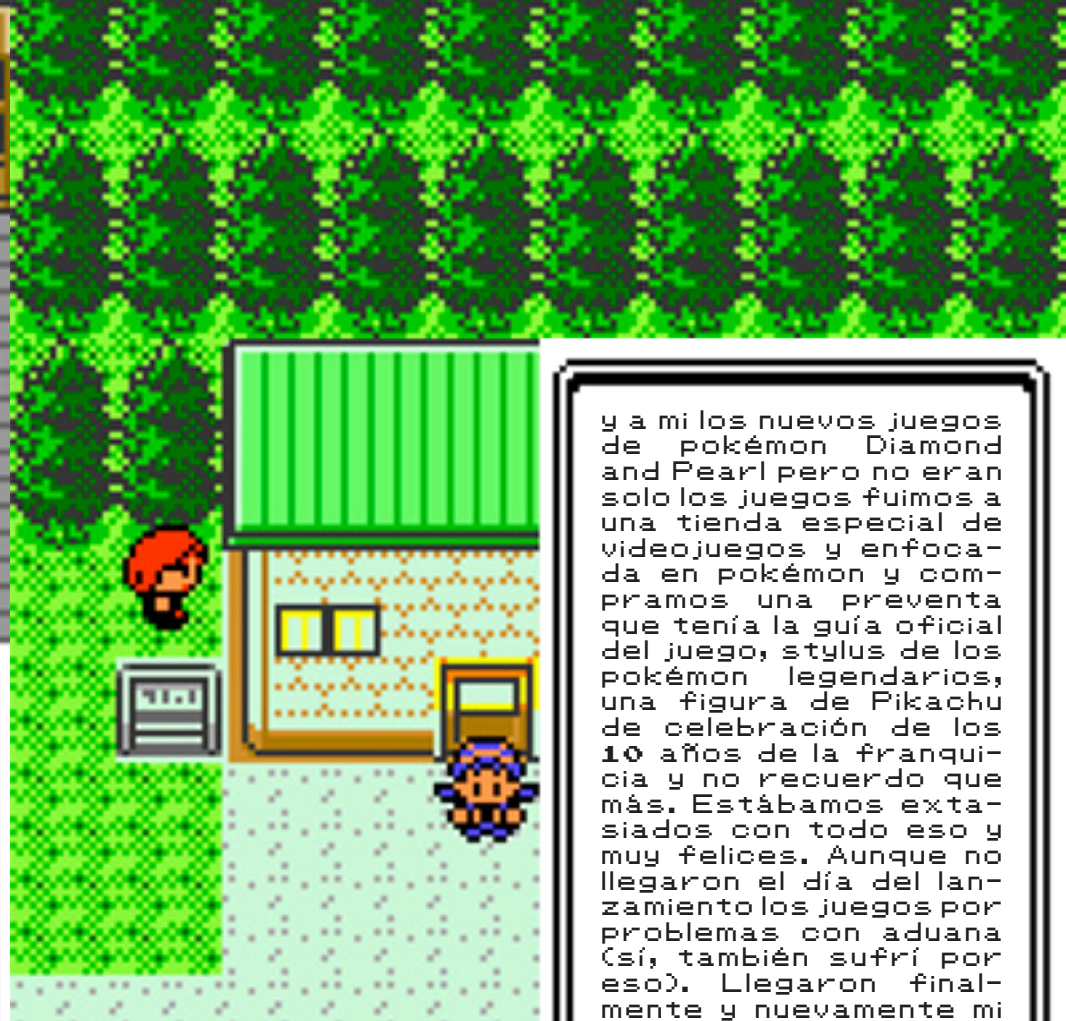 y a mi los nuevos juegos
de pokémon Diamond
and Pearl pero no eran
solo los juegos fuimos a
una tienda especial de
videojuegos y enfoca-
da en pokémon y com-
pramos una preventa
que tenía la guía oficial
del juego, stylus de los
pokémon legendarios,
una figura de Pikachu
de celebración de los
10 años de la franqui-
cia y no recuerdo que
más. Estábamos exta-
siados con todo eso y
muy felices. Aunque no
llegaron el día del lan-
zamiento los juegos por
problemas con aduana
(sí, también sufrí por
eso). Llegaron final-
mente y nuevamente mi